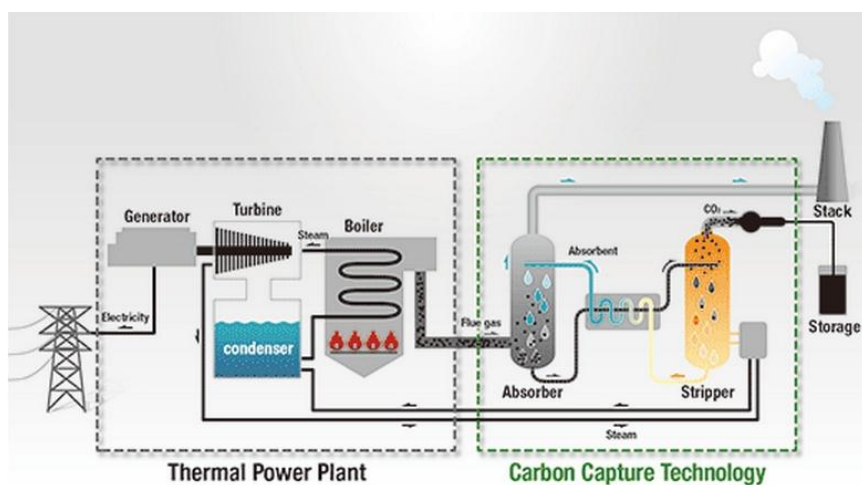 Generator
Turbine
Boiler
Steam
Electricity
condenser
Flue gas
Absorbent
CO₂
Stack
Storage
Absorber
Stripper
Steam
Thermal Power Plant
Carbon Capture Technology